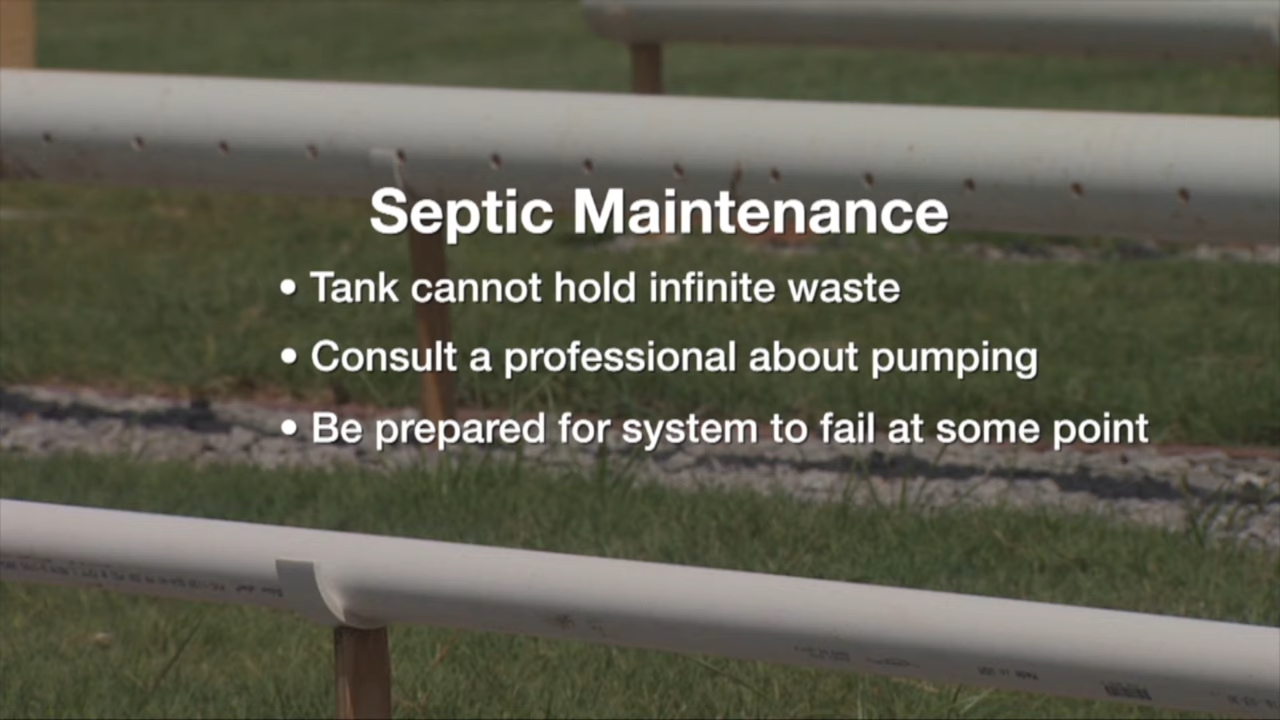 Septic Maintenance
• Tank cannot hold infinite waste
• Consult a professional about pumping
• Be prepared for system to fail at some point